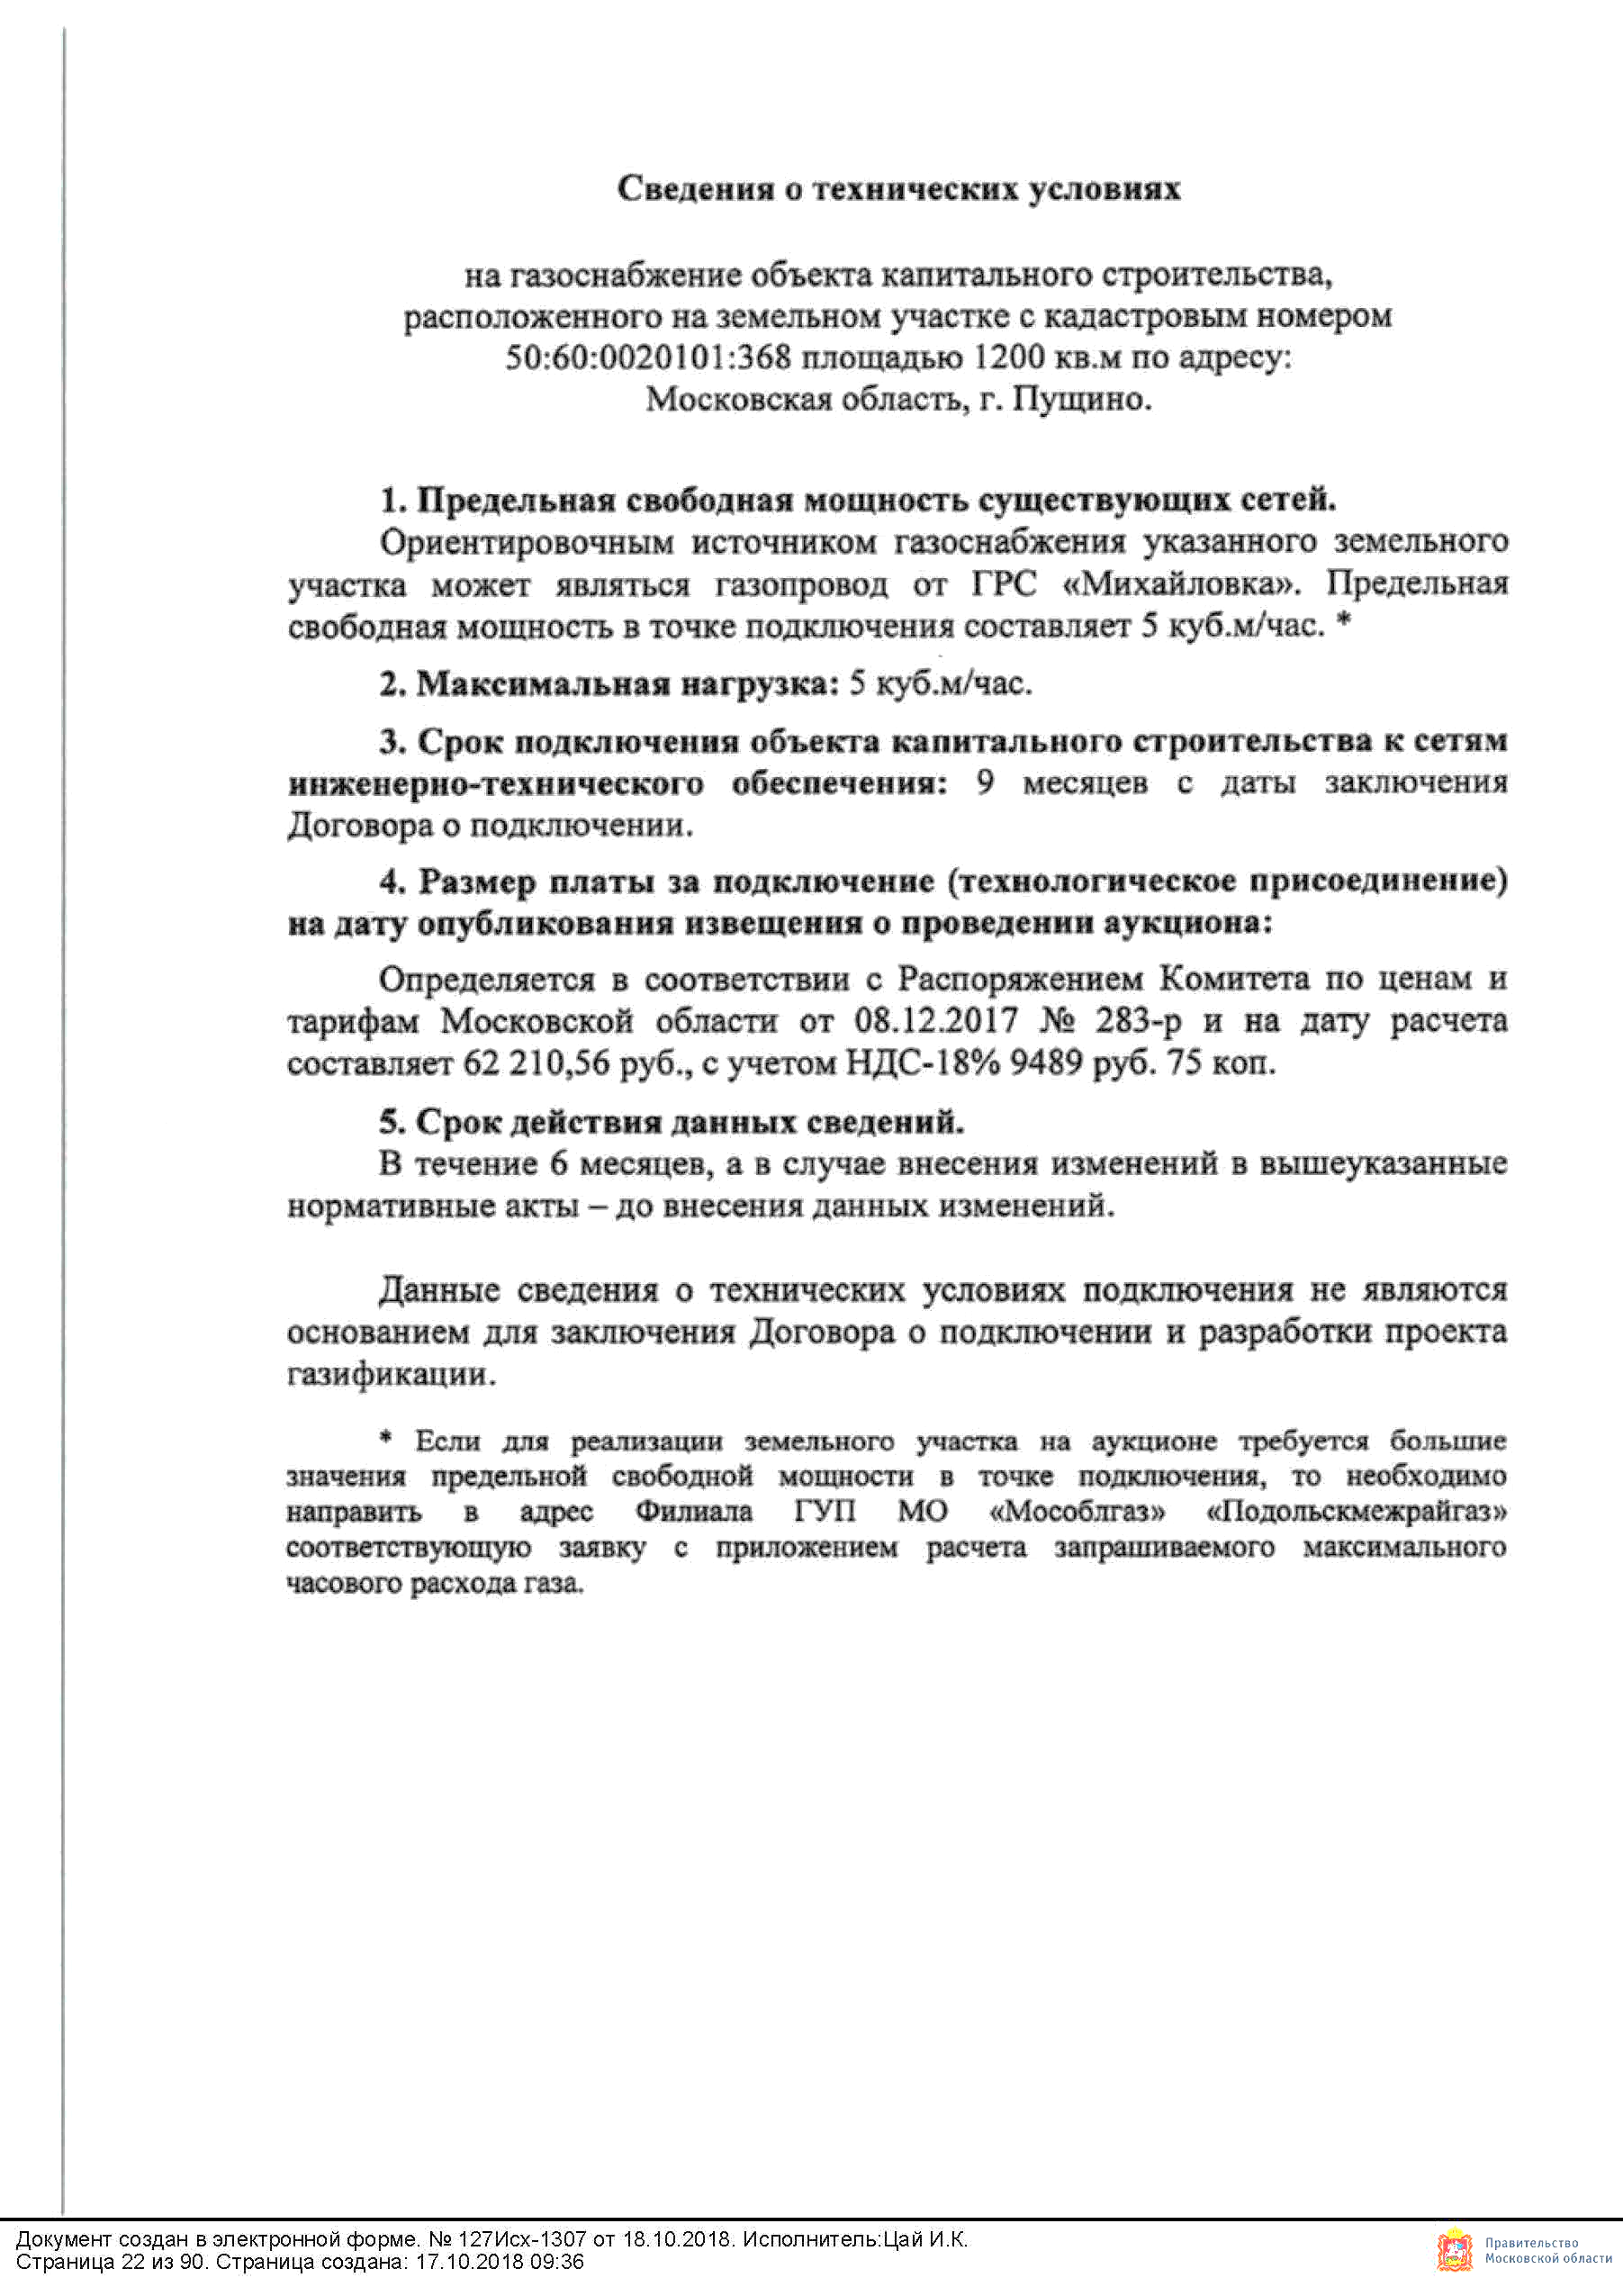 Сведения о технических условиях
на газоснабжение объекта капитального строительства,
расположенного на земельном участке с кадастровым номером
50:60:0020101:368 площадью 1200 кв.м по адресу:
Московская область, г. Пущино.
1. Предельная свободная мощность существующих сетей.
Ориентировочным источником газоснабжения указанного земельного
участка может являться газопровод от ГРС «Михайловка». Предельная
свободная мощность в точке подключения составляет 5 куб.м/час. *
2. Максимальная нагрузка: 5 куб.м/час.
3. Срок подключения объекта капитального строительства к сетям
инженерно-технического обеспечения: 9 месяцев с даты заключения
Договора о подключении.
4. Размер платы за подключение (технологическое присоединение)
на дату опубликования извещения о проведении аукциона:
Определяется в соответствии с Распоряжением Комитета по ценам и
тарифам Московской области от 08.12.2017 № 283-р и на дату расчета
составляет 62 210,56 руб., с учетом НДС-18% 9489 руб. 75 коп.
5. Срок действия данных сведений.
В течение 6 месяцев, а в случае внесения изменений в вышеуказанные
нормативные акты – до внесения данных изменений.
Данные сведения о технических условиях подключения не являются
основанием для заключения Договора о подключении и разработки проекта
газификации.
* Если для реализации земельного участка на аукционе требуется большие
значения предельной свободной мощности в точке подключения, то необходимо
направить в адрес Филиала ГУП МО «Мособлгаз» «Подольскмежрайгаз»
соответствующую заявку с приложением расчета запрашиваемого максимального
часового расхода газа.
Документ создан в электронной форме. № 127Исх-1307 от 18.10.2018. Исполнитель:Цай И.К.
Страница 22 из 90. Страница создана: 17.10.2018 09:36
Правительство
Московской области